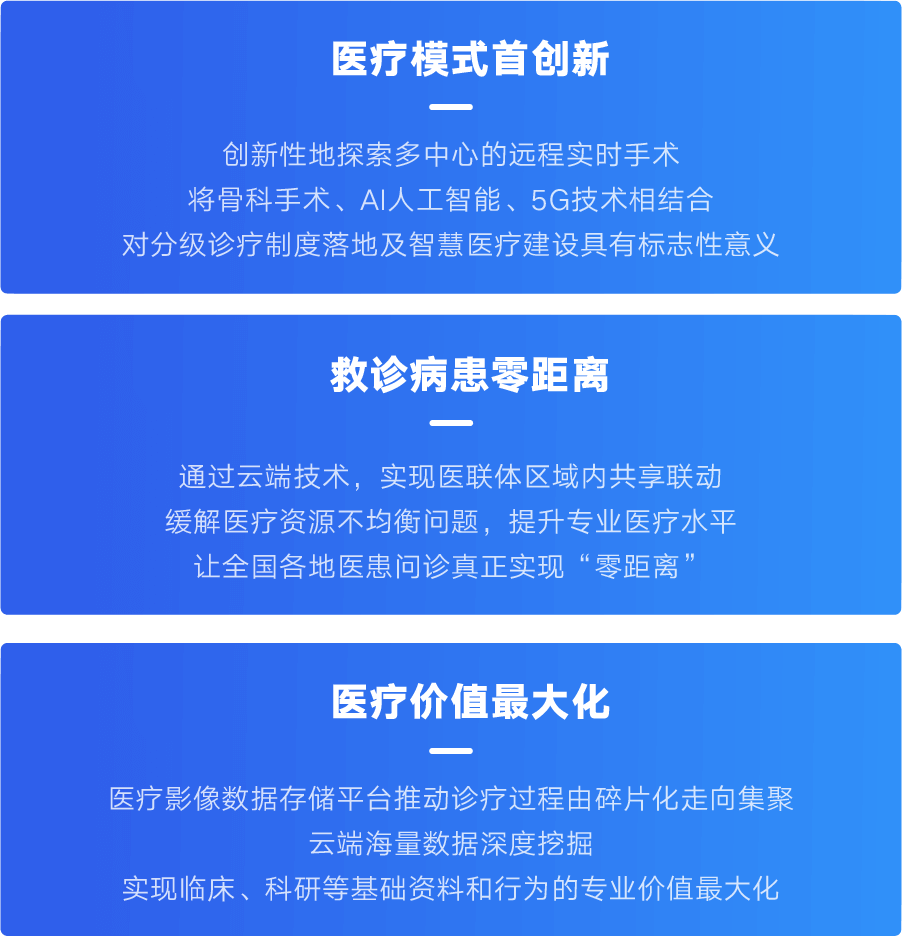 医疗模式首创新
创新性地探索多中心的远程实时手术
将骨科手术、AI人工智能、5G技术相结合
对分级诊疗制度落地及智慧医疗建设具有标志性意义
救诊病患零距离
通过云端技术，实现医联体区域内共享联动
缓解医疗资源不均衡问题，提升专业医疗水平
让全国各地医患问诊真正实现“零距离”
医疗价值最大化
医疗影像数据存储平台推动诊疗过程由碎片化走向集聚
云端海量数据深度挖掘
实现临床、科研等基础资料和行为的专业价值最大化